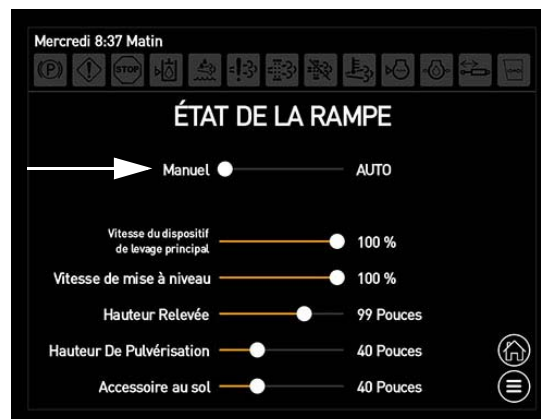 Mercredi 8:37 Matin
STOP
ÉTAT DE LA RAMPE
Manuel AUTO
Vitesse du dispositif
de levage principal 100 %
Vitesse de mise à niveau 100 %
Hauteur Relevée 99 Pouces
Hauteur De Pulvérisation 40 Pouces
Accessoire au sol 40 Pouces